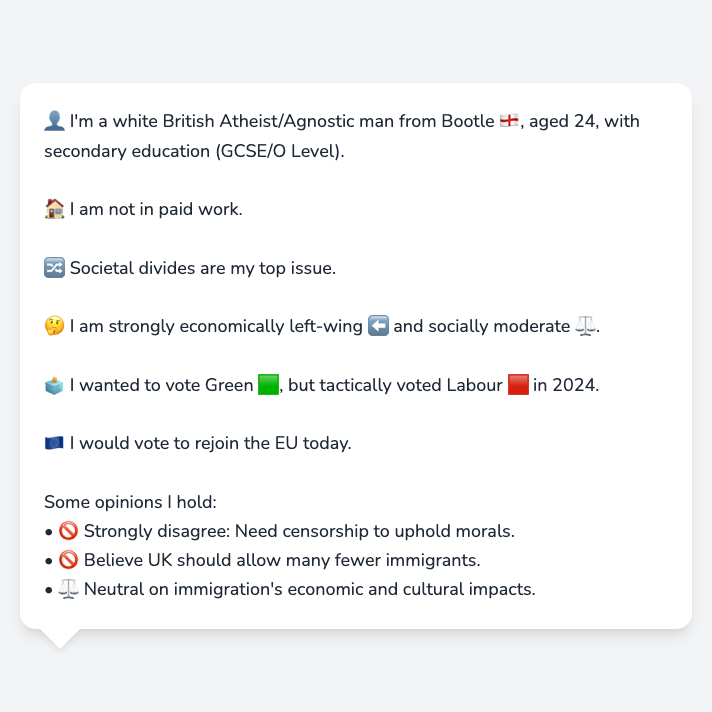 👤 I'm a white British Atheist/Agnostic man from Bootle 🏴󠁧󠁢󠁥󠁮󠁧󠁿, aged 24, with
secondary education (GCSE/O Level).
🏠 I am not in paid work.
🔀 Societal divides are my top issue.
🤔 I am strongly economically left-wing ⬅️ and socially moderate ⚖️.
🗳️ I wanted to vote Green 🟩, but tactically voted Labour 🟥 in 2024.
🇪🇺 I would vote to rejoin the EU today.
Some opinions I hold:
• 🚫 Strongly disagree: Need censorship to uphold morals.
• 🚫 Believe UK should allow many fewer immigrants.
• ⚖️ Neutral on immigration's economic and cultural impacts.